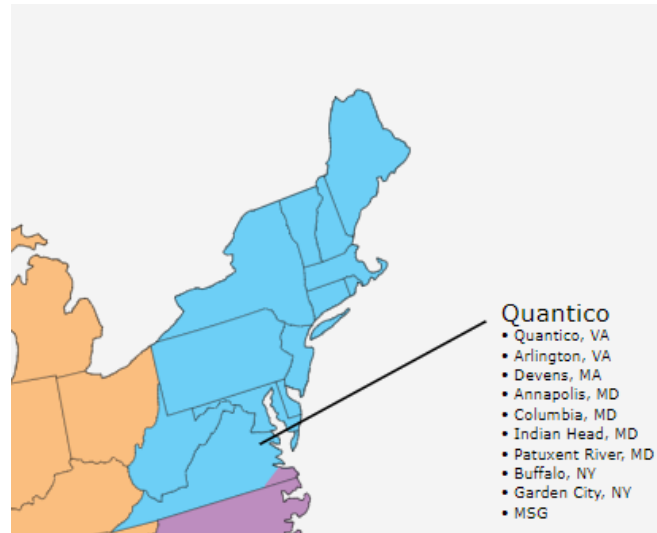 Quantico
• Quantico, VA
• Arlington, VA
• Devens, MA
• Annapolis, MD
• Columbia, MD
• Indian Head, MD
• Patuxent River, MD
• Buffalo, NY
• Garden City, NY
• MSG